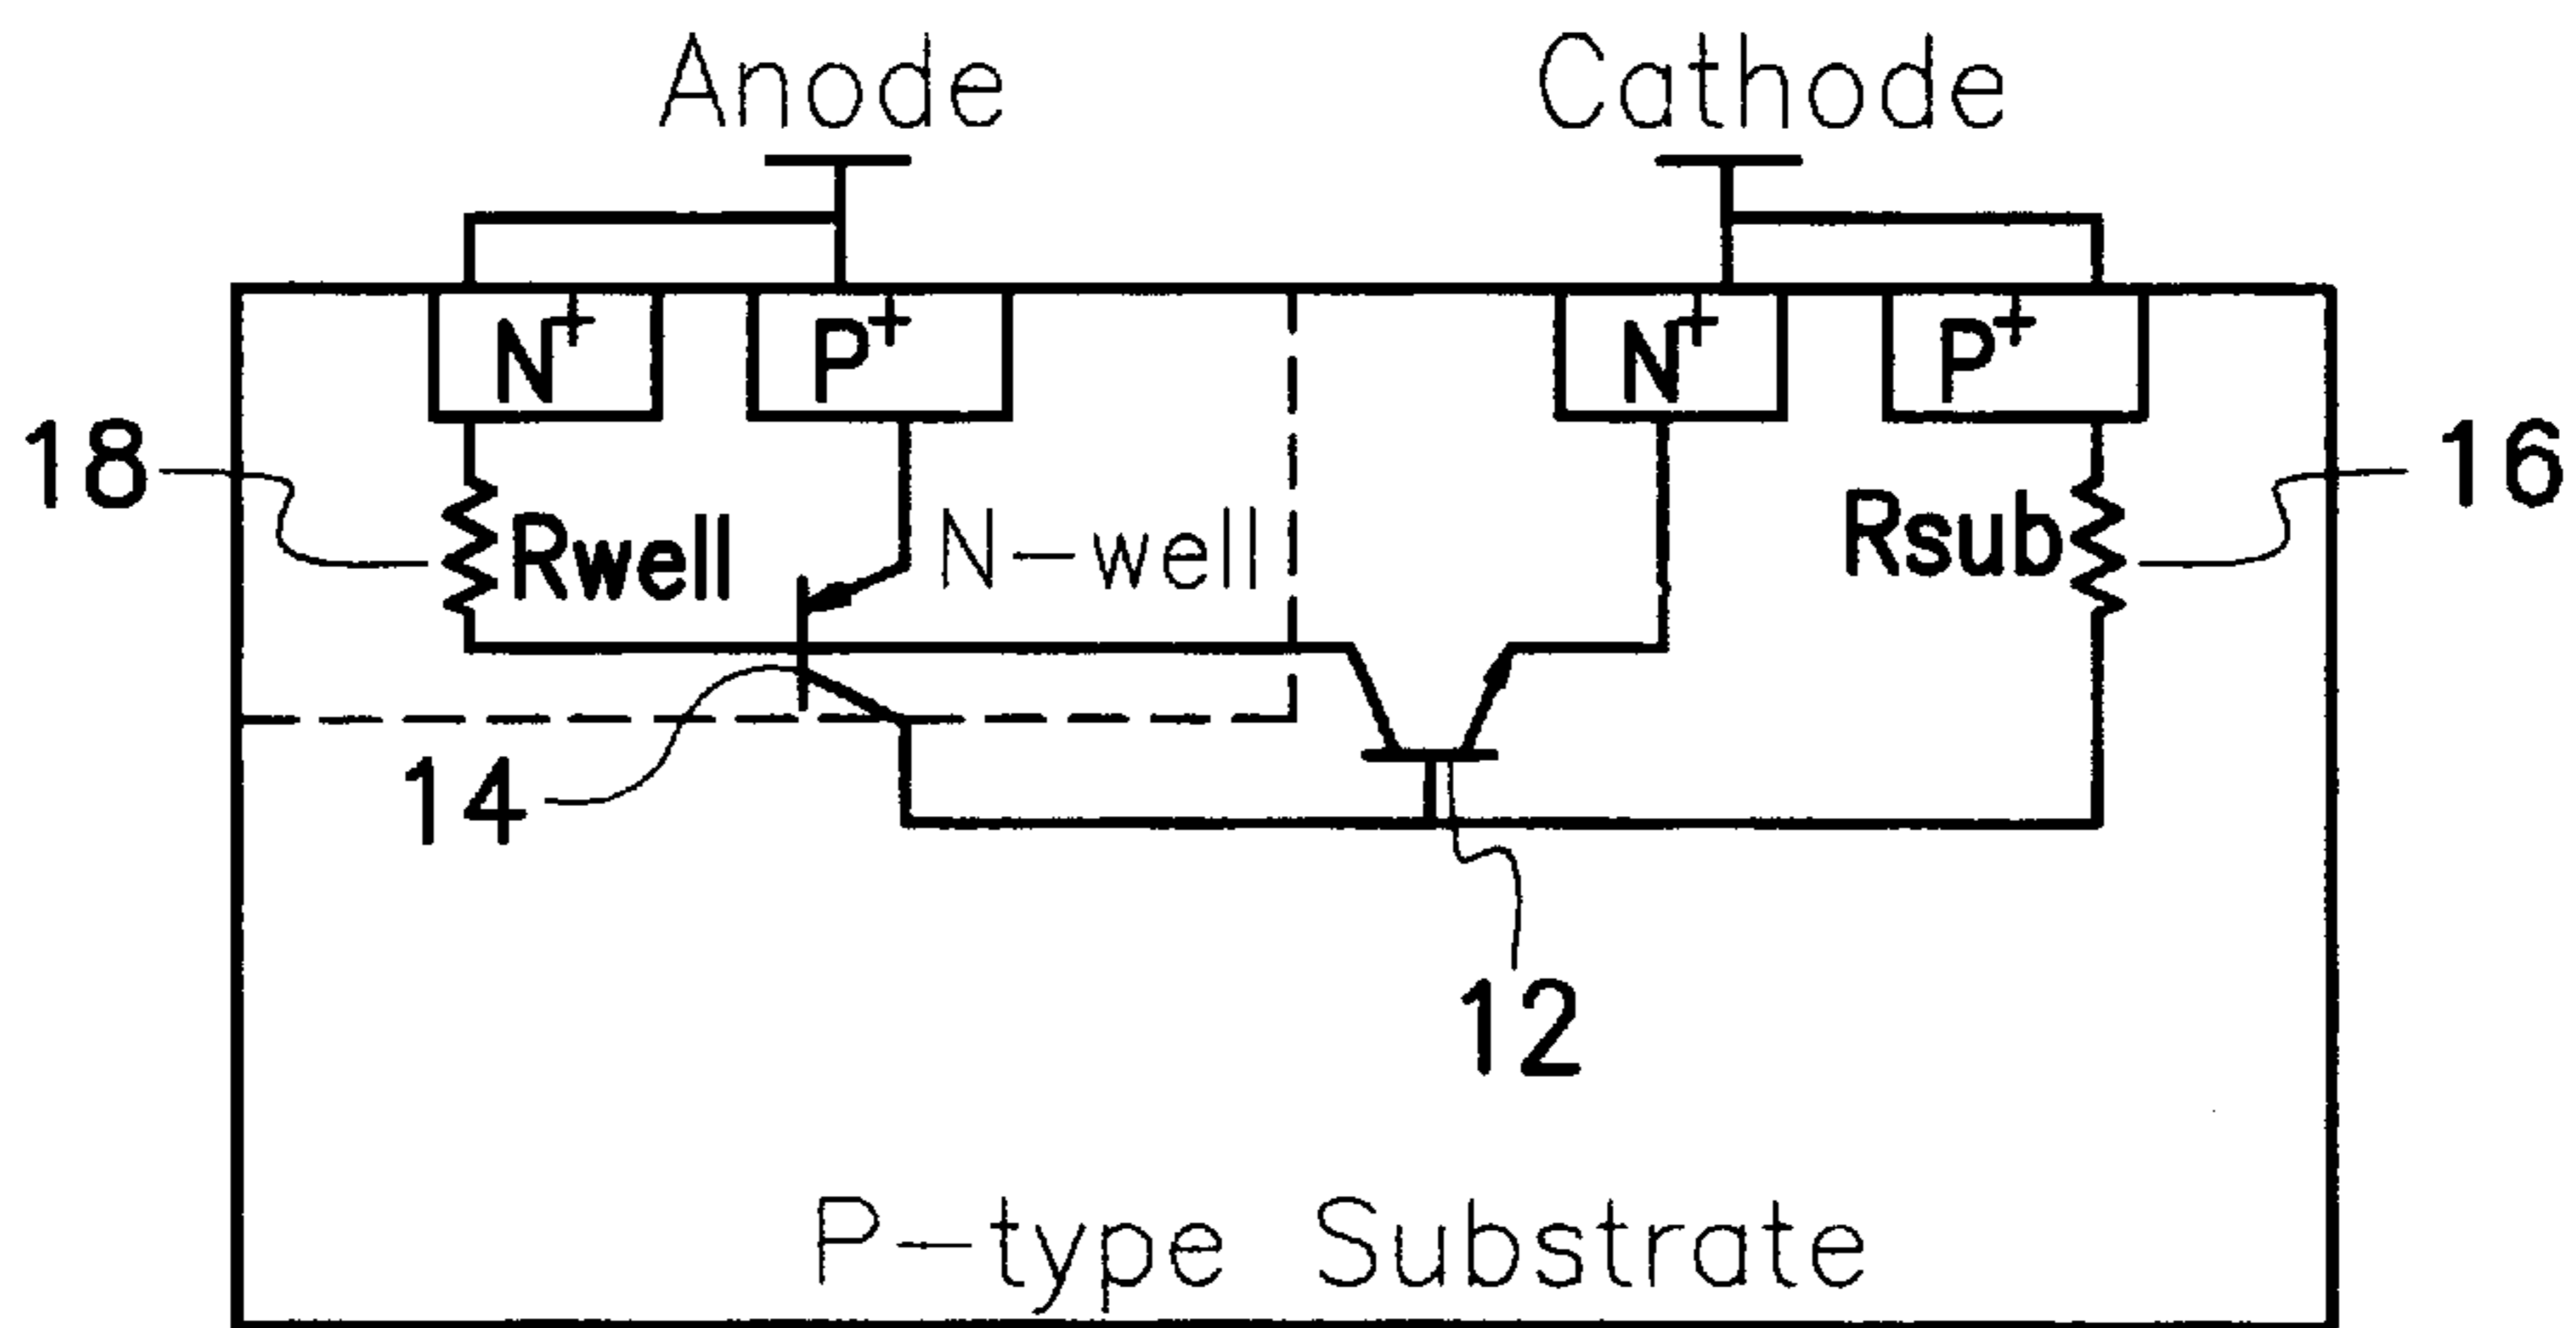 Anode Cathode
N+ P+ N+ P+
18 Rwell N-well Rsub 16
14
12
P-type Substrate